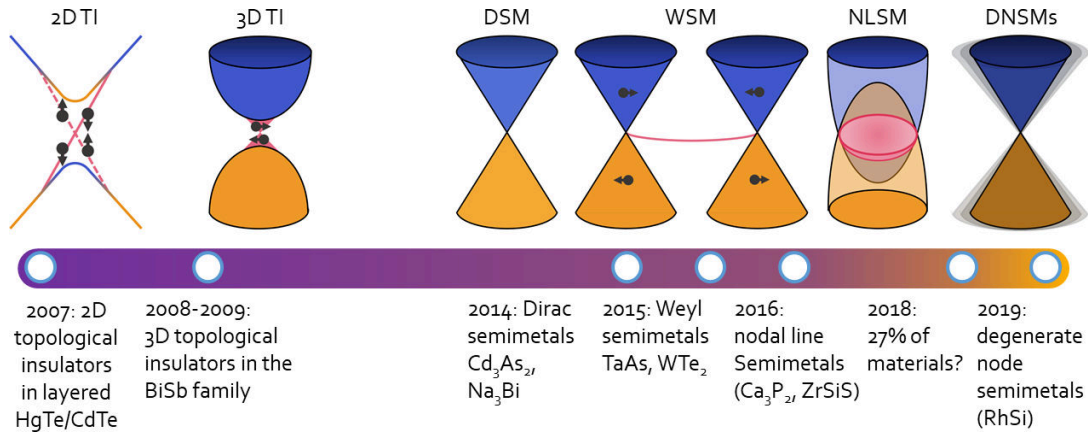 2D TI
3D TI
DSM
WSM
NLSM
DNSMs
2007: 2D
topological
insulators
in layered
HgTe/CdTe
2008-2009:
3D topological
insulators in the
BiSb family
2014: Dirac
semimetals
Cd₃As₂,
Na₃Bi
2015: Weyl
semimetals
TaAs, WTe₂
2016:
nodal line
Semimetals
(Ca₃P₂, ZrSiS)
2018:
27% of
materials?
2019:
degenerate
node
semimetals
(RhSi)